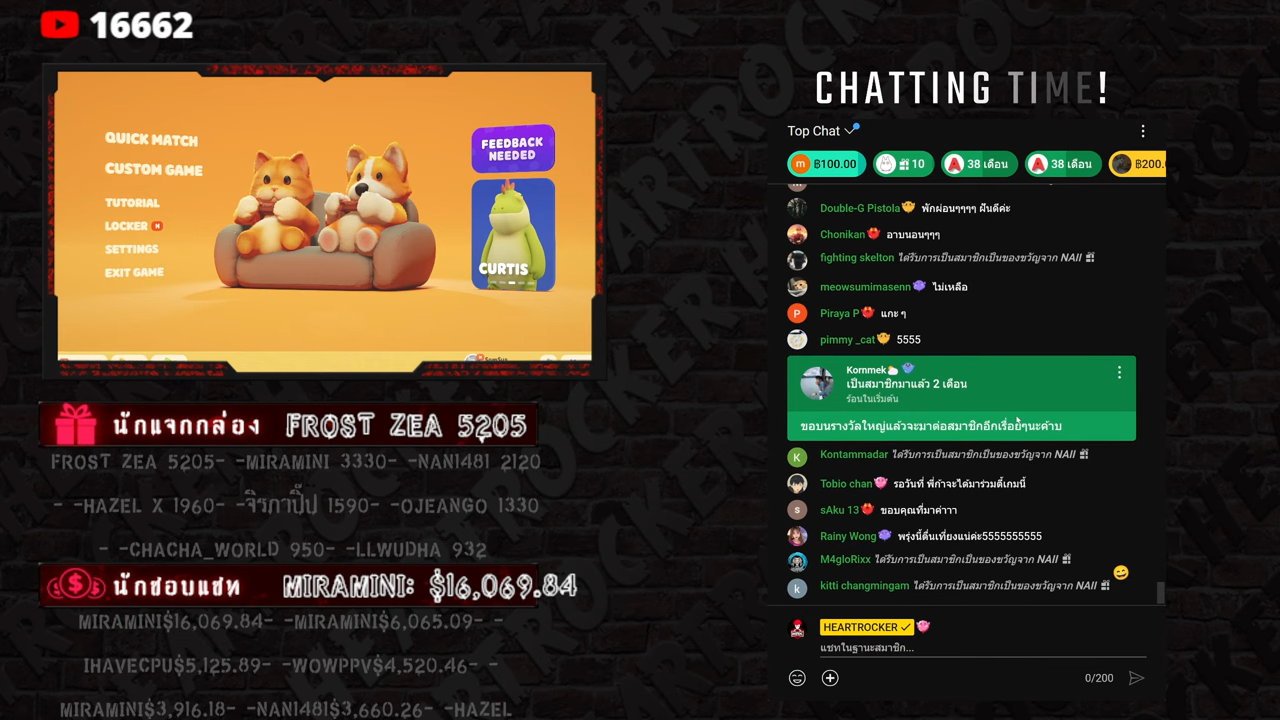 16662
QUICK MATCH
CUSTOM GAME
TUTORIAL
LOCKER N
SETTINGS
EXIT GAME
FEEDBACK
NEEDED
CURTIS
นักแจกกล่อง FROST ZEA 5205
FROST ZEA 5205- -MIRAMINI 3330- -NAN1481 2120
- -HAZEL X 1960- -จิรภาปิ๊ป 1590- -OJEANGO 1330
- -CHACHA_WORLD 950- -LLWUDHA 932
นักชอบแชท MIRAMINI: $16,069.84
MIRAMINI$16,069.84- -MIRAMINI$6,065.09- -
IHAVECPU$5,125.89- -WOWPPV$4,520.46- -
MIRAMINI$3,916.18- -NAN1481$3,660.26- -HAZEL
CHATTING TIME!
Top Chat
m ฿100.00 10 38 เดือน 38 เดือน ฿200.
Double-G Pistola พักผ่อนๆๆๆๆ ฝันดีค่ะ
Chonikan อาบนอนๆๆๆ
fighting skelton ได้รับการเป็นสมาชิกเป็นของขวัญจาก NAII
meowsumimasenn ไม่เหลือ
P Piraya P แกะ ๆ
pimmy _cat 5555
Kornmek
เป็นสมาชิกมาแล้ว 2 เดือน
ร้อนในเริ่มต้น
ขอบนรางวัลใหญ่แล้วจะมาต่อสมาชิกอีกเรื่อยๆนะค้าบ
K Kontammadar ได้รับการเป็นสมาชิกเป็นของขวัญจาก NAII
Tobio chan รอวันที่ พี่ก้าจะได้มาร่วมตี้เกมนี้
s sAku 13 ขอบคุณที่มาค่าาา
Rainy Wong พรุ่งนี้ตื่นเที่ยงแน่ค่ะ5555555555
M4gloRixx ได้รับการเป็นสมาชิกเป็นของขวัญจาก NAII
k kitti changmingam ได้รับการเป็นสมาชิกเป็นของขวัญจาก NAII
HEARTROCKER
แชทในฐานะสมาชิก...
0/200